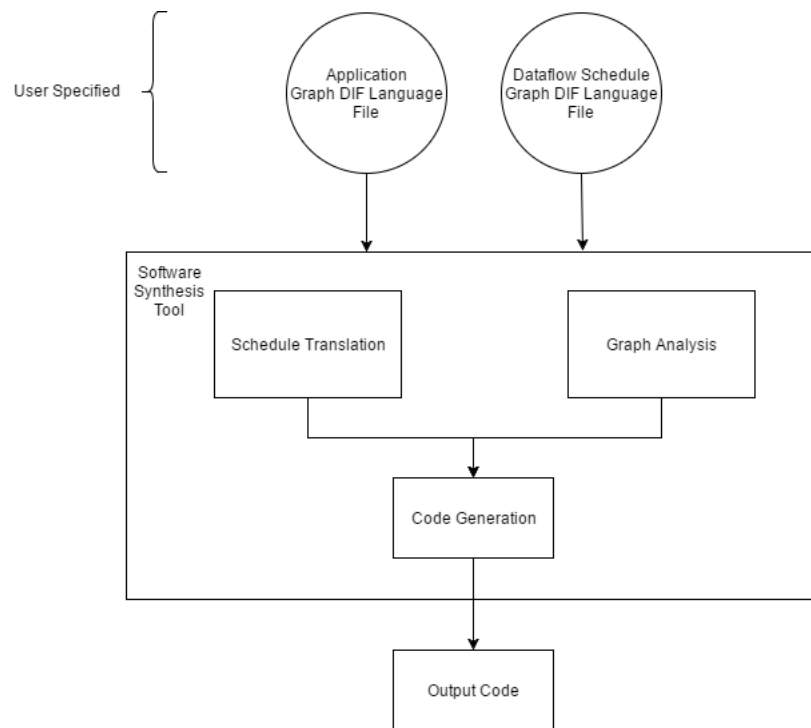 User Specified
Application
Graph DIF Language
File
Dataflow Schedule
Graph DIF Language
File
Software
Synthesis
Tool
Schedule Translation
Graph Analysis
Code Generation
Output Code